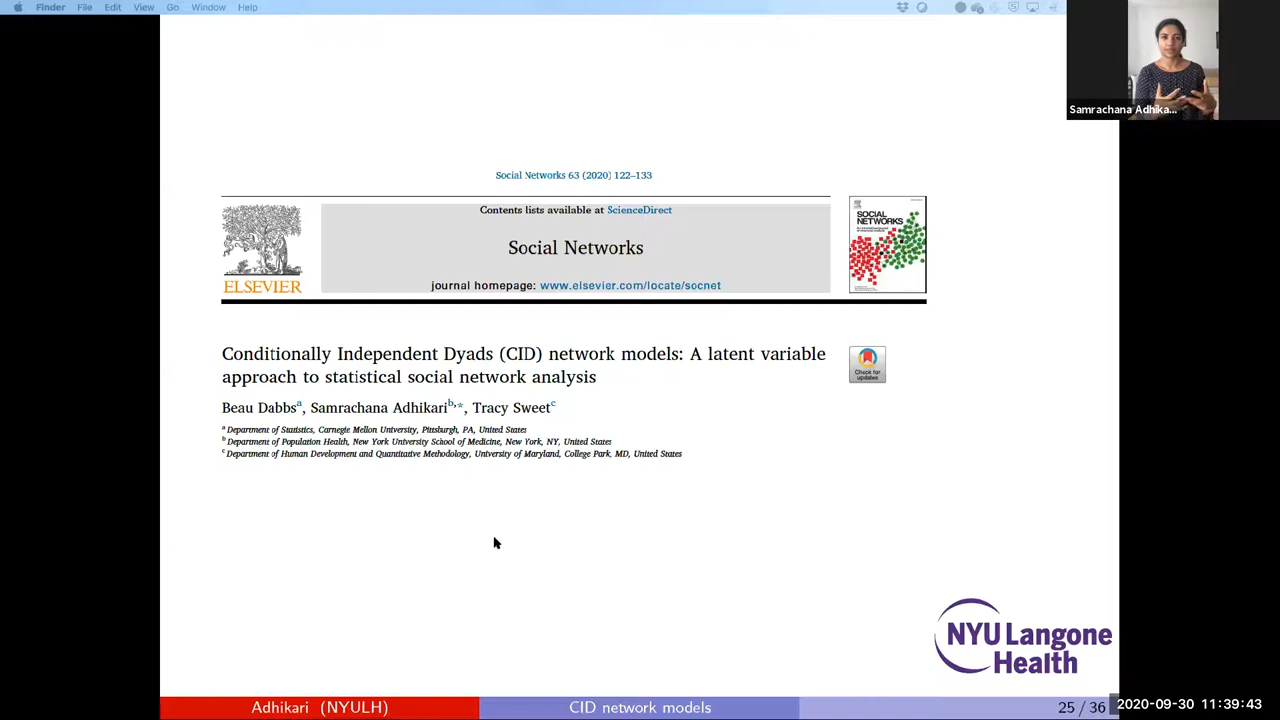 Finder File Edit View Go Window Help
Samrachana Adhika...
Social Networks 63 (2020) 122–133
Contents lists available at ScienceDirect
Social Networks
journal homepage: www.elsevier.com/locate/socnet
ELSEVIER
SOCIAL
NETWORKS
Conditionally Independent Dyads (CID) network models: A latent variable
approach to statistical social network analysis
Check for
updates
Beau Dabbsa, Samrachana Adhikarib,*, Tracy Sweetc
a Department of Statistics, Carnegie Mellon University, Pittsburgh, PA, United States
b Department of Population Health, New York University School of Medicine, New York, NY, United States
c Department of Human Development and Quantitative Methodology, University of Maryland, College Park, MD, United States
NYU Langone
Health
Adhikari (NYULH)
CID network models
25 / 36
2020-09-30 11:39:43